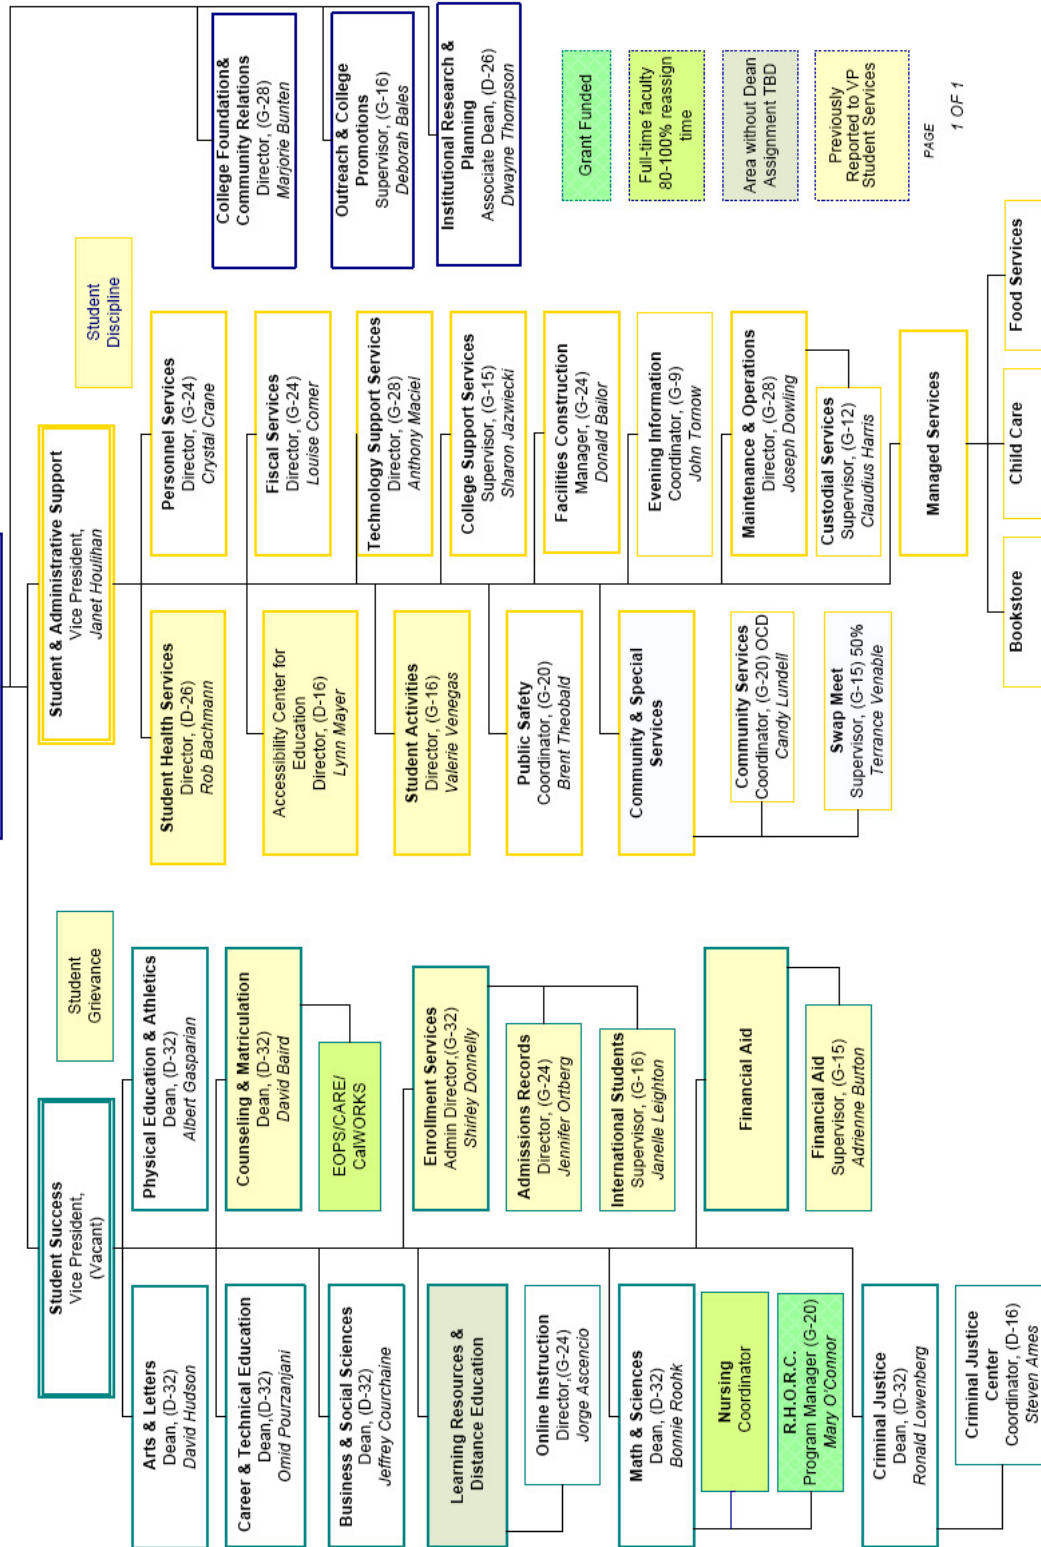 Student Success
Vice President,
(Vacant)
Student
Grievance
Student & Administrative Support
Vice President,
Janet Houlihan
Student
Discipline
Arts & Letters
Dean, (D-32)
David Hudson
Career & Technical Education
Dean,(D-32)
Omid Pourzanjani
Business & Social Sciences
Dean, (D-32)
Jeffrey Courchaine
Learning Resources &
Distance Education
Online Instruction
Director,(G-24)
Jorge Ascencio
Math & Sciences
Dean, (D-32)
Bonnie Roohk
Nursing
Coordinator
R.H.O.R.C.
Program Manager (G-20)
Mary O'Connor
Criminal Justice
Dean, (D-32)
Ronald Lowenberg
Criminal Justice
Center
Coordinator, (D-16)
Steven Ames
Physical Education & Athletics
Dean, (D-32)
Albert Gasparian
Counseling & Matriculation
Dean, (D-32)
David Baird
EOPS/CARE/
CalWORKS
Enrollment Services
Admin Director,(G-32)
Shirley Donnelly
Admissions Records
Director, (G-24)
Jennifer Ortberg
International Students
Supervisor, (G-16)
Janelle Leighton
Financial Aid
Financial Aid
Supervisor, (G-15)
Adrienne Burton
Student Health Services
Director, (D-26)
Rob Bachmann
Accessibility Center for
Education
Director, (D-16)
Lynn Mayer
Student Activities
Director, (G-16)
Valerie Venegas
Public Safety
Coordinator, (G-20)
Brent Theobald
Community & Special
Services
Community Services
Coordinator, (G-20) OCD
Candy Lundell
Swap Meet
Supervisor, (G-15) 50%
Terrance Venable
Personnel Services
Director, (G-24)
Crystal Crane
Fiscal Services
Director, (G-24)
Louise Comer
Technology Support Services
Director, (G-28)
Anthony Maciel
College Support Services
Supervisor, (G-15)
Sharon Jazwiecki
Facilities Construction
Manager, (G-24)
Donald Bailor
Evening Information
Coordinator, (G-9)
John Tornow
Maintenance & Operations
Director, (G-28)
Joseph Dowling
Custodial Services
Supervisor, (G-12)
Claudius Harris
Managed Services
Bookstore
Child Care
Food Services
College Foundation&
Community Relations
Director, (G-28)
Marjorie Bunten
Outreach & College
Promotions
Supervisor, (G-16)
Deborah Bales
Institutional Research &
Planning
Associate Dean, (D-26)
Dwayne Thompson
Grant Funded
Full-time faculty
80-100% reassign
time
Area without Dean
Assignment TBD
Previously
Reported to VP
Student Services
PAGE
1 OF 1